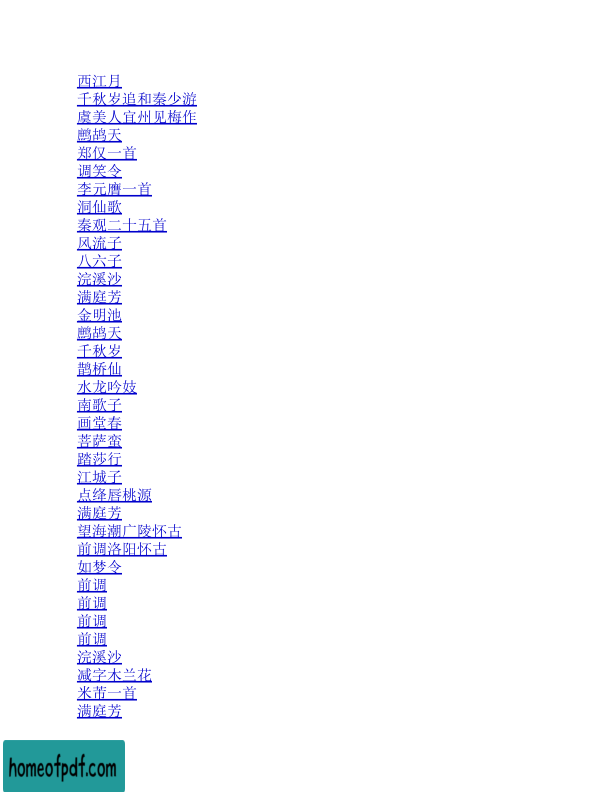 西江月
千秋岁追和秦少游
虞美人宜州见梅作
鹧鸪天
郑仅一首
调笑令
李元膺一首
洞仙歌
秦观二十五首
风流子
八六子
浣溪沙
满庭芳
金明池
鹧鸪天
千秋岁
鹊桥仙
水龙吟妓
南歌子
画堂春
菩萨蛮
踏莎行
江城子
点绛唇桃源
满庭芳
望海潮广陵怀古
前调洛阳怀古
如梦令
前调
前调
前调
前调
浣溪沙
减字木兰花
米芾一首
满庭芳
homeofpdf.com